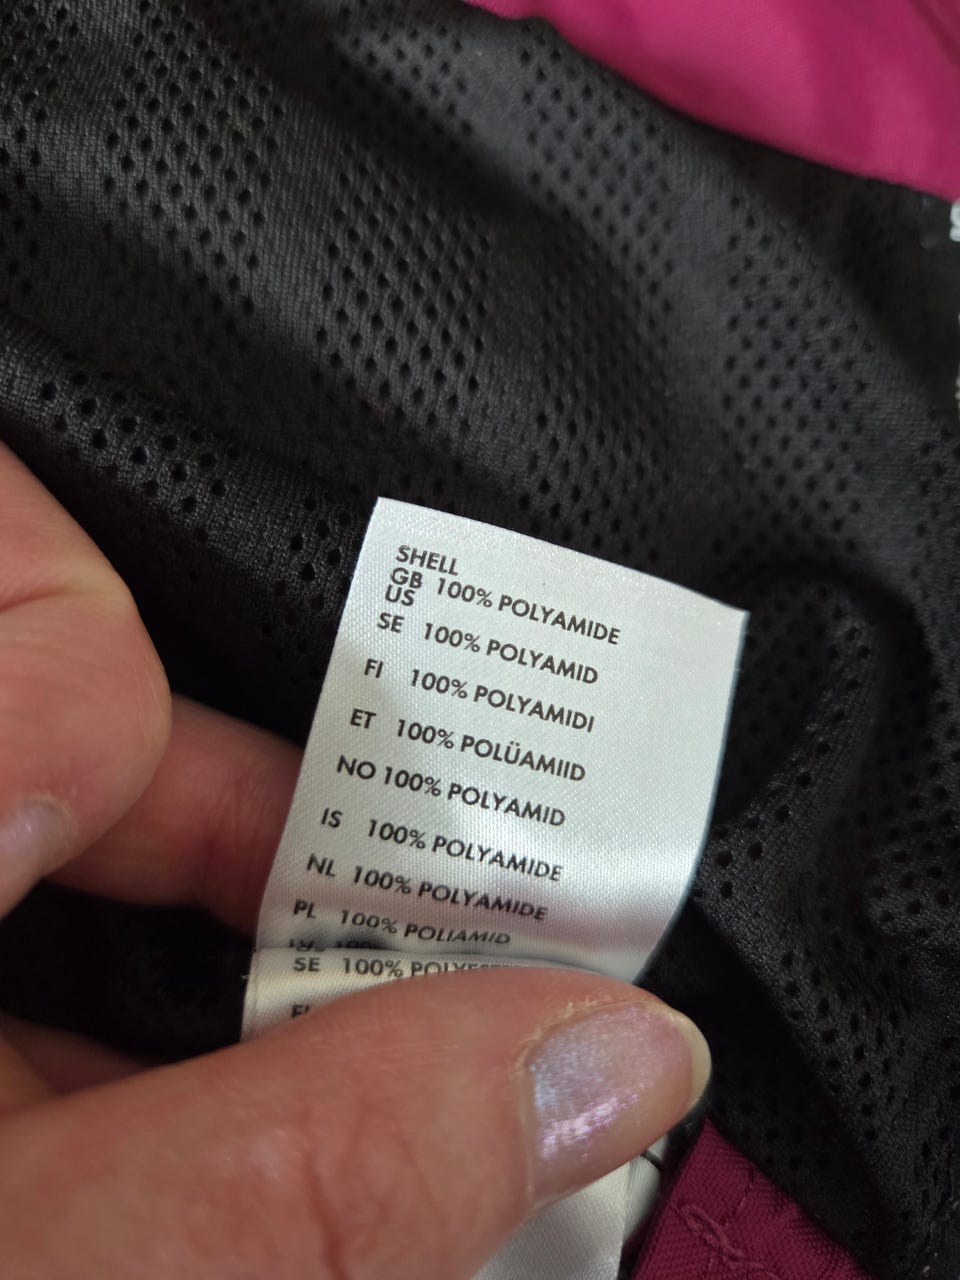 SHELL
GB 100% POLYAMIDE
US
SE 100% POLYAMID
FI 100% POLYAMIDI
ET 100% POLÜAMIID
NO 100% POLYAMID
IS 100% POLYAMIDE
NL 100% POLYAMIDE
PL 100% POLIAMID
SE 100%